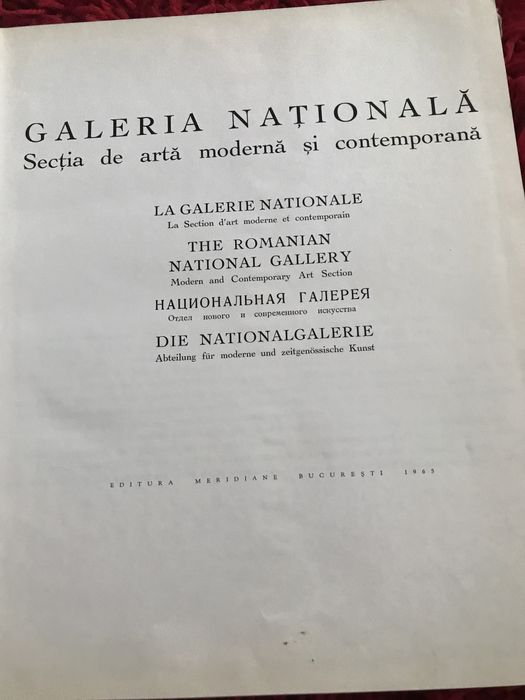 GALERIA NAȚIONALĂ
Secția de artă modernă și contemporană
LA GALERIE NATIONALE
La Section d'art moderne et contemporain
THE ROMANIAN
NATIONAL GALLERY
Modern and Contemporary Art Section
НАЦИОНАЛЬНАЯ ГАЛЕРЕЯ
Отдел нового и современного искусства
DIE NATIONALGALERIE
Abteilung für moderne und zeitgenössische Kunst
EDITURA MERIDIANE BUCUREȘTI 1965